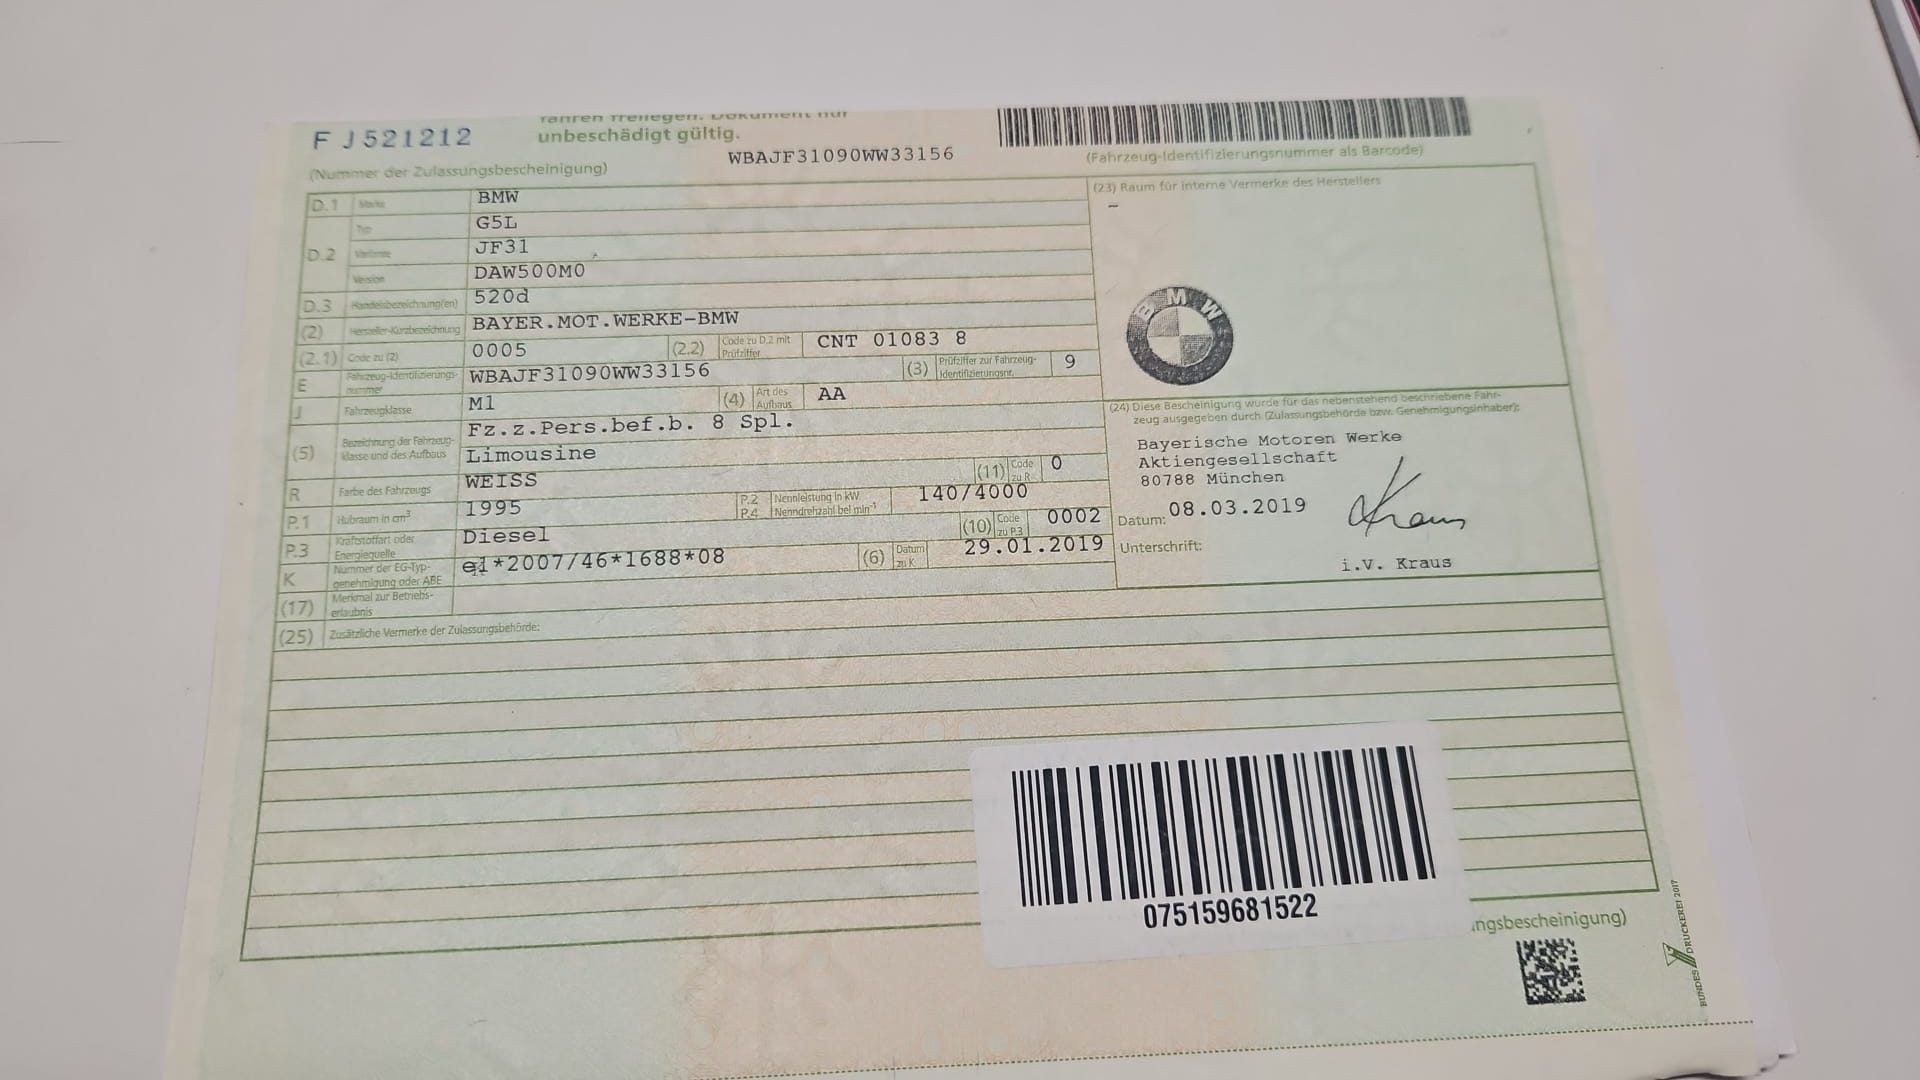 FJ521212
unbeschädigt gültig.
(Nummer der Zulassungsbescheinigung)
WBAJF31090WW33156
(Fahrzeug-Identifizierungsnummer als Barcode)
D.1 Marke BMW
D.2 Typ G5L
Variante JF31
Version DAW500M0
D.3 Handelsbezeichnung(en) 520d
(2) Hersteller-Kurzbezeichnung BAYER.MOT.WERKE-BMW
(2.1) Code zu (2) 0005 (2.2) Code zu D.2 mit Prüfziffer CNT 01083 8
E Fahrzeug-Identifizierungs-nummer WBAJF31090WW33156 (3) Prüfziffer zur Fahrzeug-Identifizierungsnr. 9
J Fahrzeugklasse M1 (4) Art des Aufbaus AA
(5) Bezeichnung der Fahrzeug-klasse und des Aufbaus Fz.z.Pers.bef.b. 8 Spl.
Limousine
R Farbe des Fahrzeugs WEISS (11) Code zu R 0
P.1 Hubraum in cm³ 1995 P.2 P.4 Nennleistung in kW Nenndrehzahl bei min⁻¹ 140/4000
P.3 Kraftstoffart oder Energiequelle Diesel (10) Code zu P.3 0002
K Nummer der EG-Typ-genehmigung oder ABE e1*2007/46*1688*08 (6) Datum zu K 29.01.2019
(17) Merkmal zur Betriebs-erlaubnis
(25) Zusätzliche Vermerke der Zulassungsbehörde:
(23) Raum für interne Vermerke des Herstellers
–
BMW
(24) Diese Bescheinigung wurde für das nebenstehend beschriebene Fahr-
zeug ausgegeben durch (Zulassungsbehörde bzw. Genehmigungsinhaber):
Bayerische Motoren Werke
Aktiengesellschaft
80788 München
Datum: 08.03.2019
Kraus
Unterschrift:
i.V. Kraus
075159681522
ngsbescheinigung)
BUNDESDRUCKEREI 2017